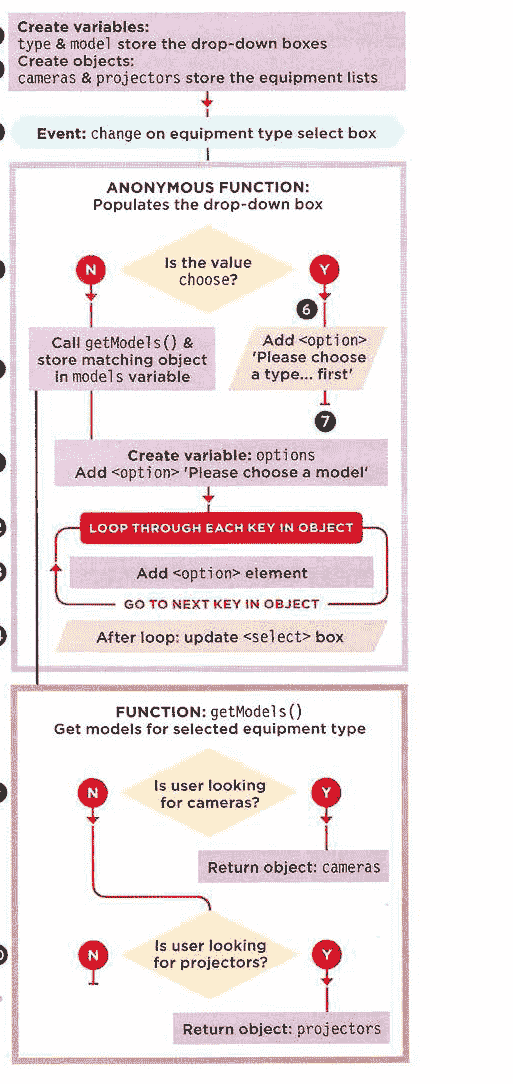 Create variables:
type & model store the drop-down boxes
Create objects:
cameras & projectors store the equipment lists
Event: change on equipment type select box
ANONYMOUS FUNCTION:
Populates the drop-down box
Is the value
choose?
N
Y
6
Call getModels() &
store matching object
in models variable
Add <option>
'Please choose
a type... first'
7
Create variable: options
Add <option> 'Please choose a model'
LOOP THROUGH EACH KEY IN OBJECT
Add <option> element
GO TO NEXT KEY IN OBJECT
After loop: update <select> box
FUNCTION: getModels()
Get models for selected equipment type
N
Is user looking
for cameras?
Y
Return object: cameras
N
Is user looking
for projectors?
Y
Return object: projectors